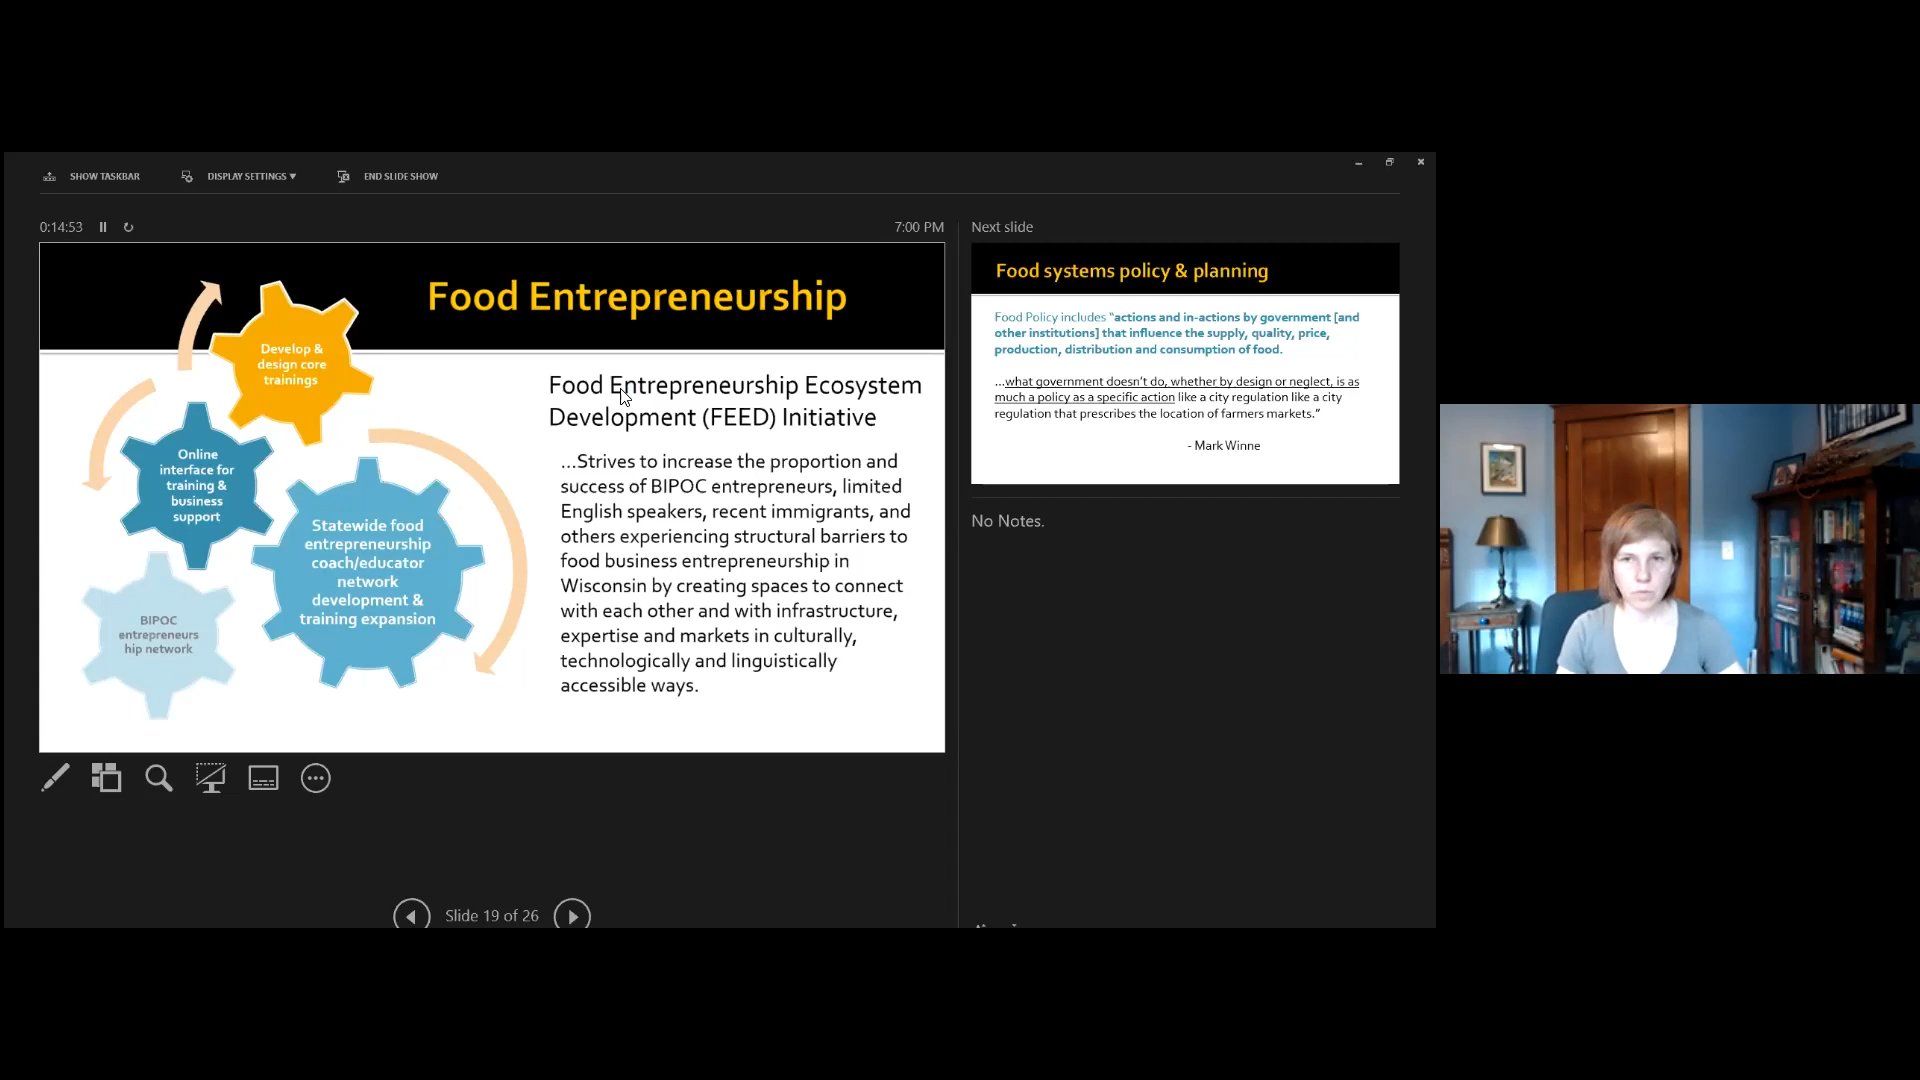 SHOW TASKBAR
DISPLAY SETTINGS ▾
END SLIDE SHOW
0:14:53
7:00 PM
Food Entrepreneurship
Develop &
design core
trainings
Online
interface for
training &
business
support
Statewide food
entrepreneurship
coach/educator
network
development &
training expansion
BIPOC
entrepreneurs
hip network
Food Entrepreneurship Ecosystem
Development (FEED) Initiative
...Strives to increase the proportion and
success of BIPOC entrepreneurs, limited
English speakers, recent immigrants, and
others experiencing structural barriers to
food business entrepreneurship in
Wisconsin by creating spaces to connect
with each other and with infrastructure,
expertise and markets in culturally,
technologically and linguistically
accessible ways.
Slide 19 of 26
Next slide
Food systems policy & planning
Food Policy includes “actions and in-actions by government [and
other institutions] that influence the supply, quality, price,
production, distribution and consumption of food.
...what government doesn’t do, whether by design or neglect, is as
much a policy as a specific action like a city regulation like a city
regulation that prescribes the location of farmers markets.”
- Mark Winne
No Notes.